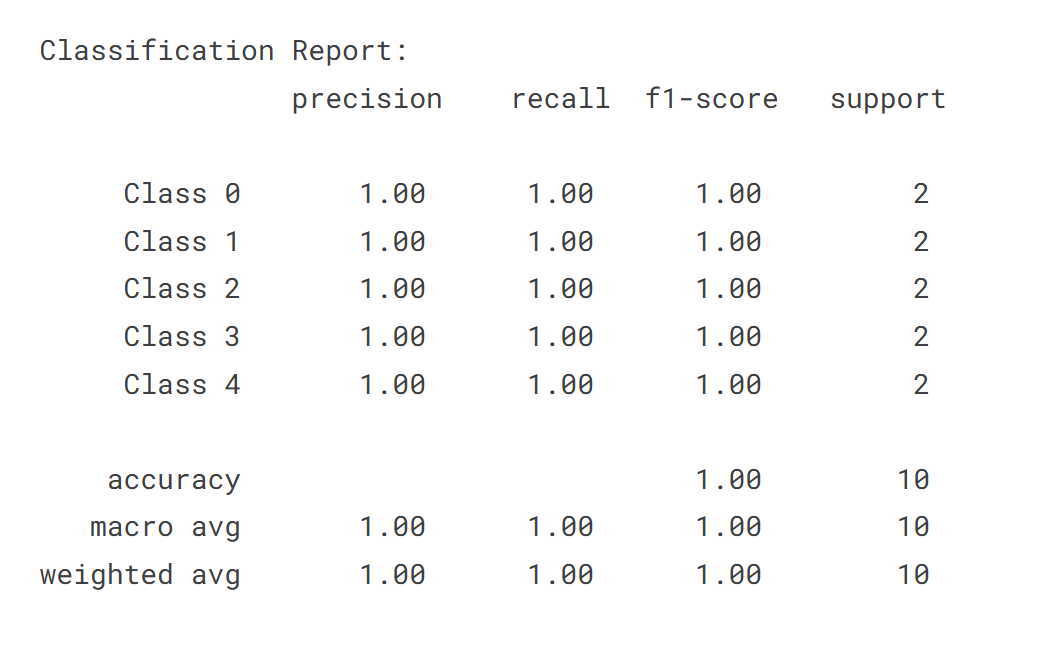 Classification Report:
precision recall f1-score support
Class 0 1.00 1.00 1.00 2
Class 1 1.00 1.00 1.00 2
Class 2 1.00 1.00 1.00 2
Class 3 1.00 1.00 1.00 2
Class 4 1.00 1.00 1.00 2
accuracy 1.00 10
macro avg 1.00 1.00 1.00 10
weighted avg 1.00 1.00 1.00 10